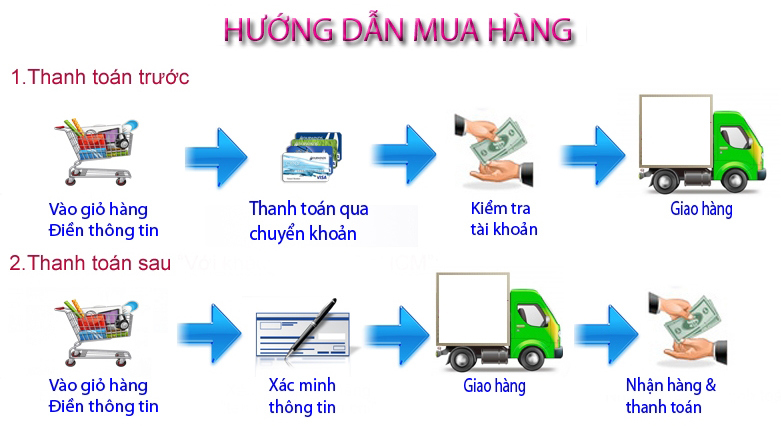 HƯỚNG DẪN MUA HÀNG
1.Thanh toán trước
VISA
Vào giỏ hàng
Điền thông tin
Thanh toán qua
chuyển khoản
Kiểm tra
tài khoản
Giao hàng
2.Thanh toán sau
Vào giỏ hàng
Điền thông tin
Xác minh
thông tin
Giao hàng
Nhận hàng &
thanh toán